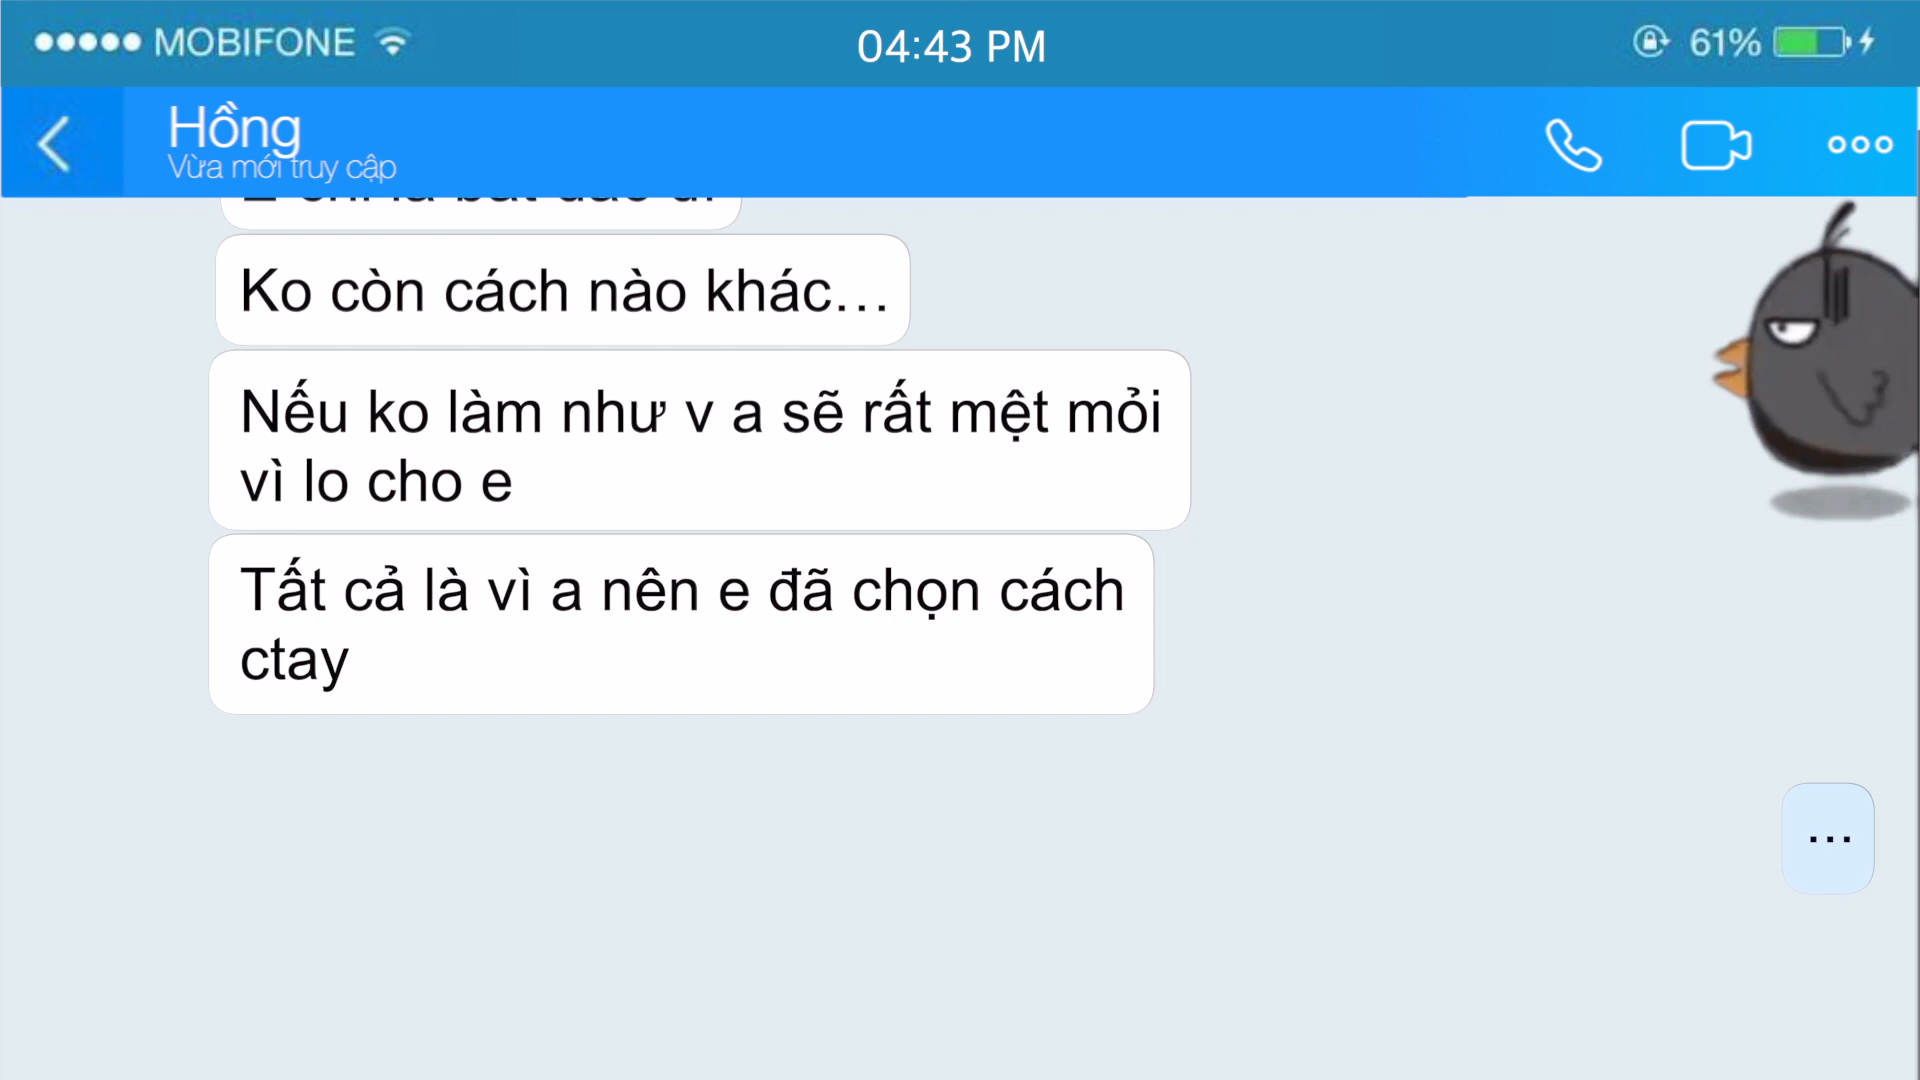 MOBIFONE
04:43 PM
61%
Hồng
Vừa mới truy cập
Ko còn cách nào khác…
Nếu ko làm như v a sẽ rất mệt mỏi
vì lo cho e
Tất cả là vì a nên e đã chọn cách
ctay
...